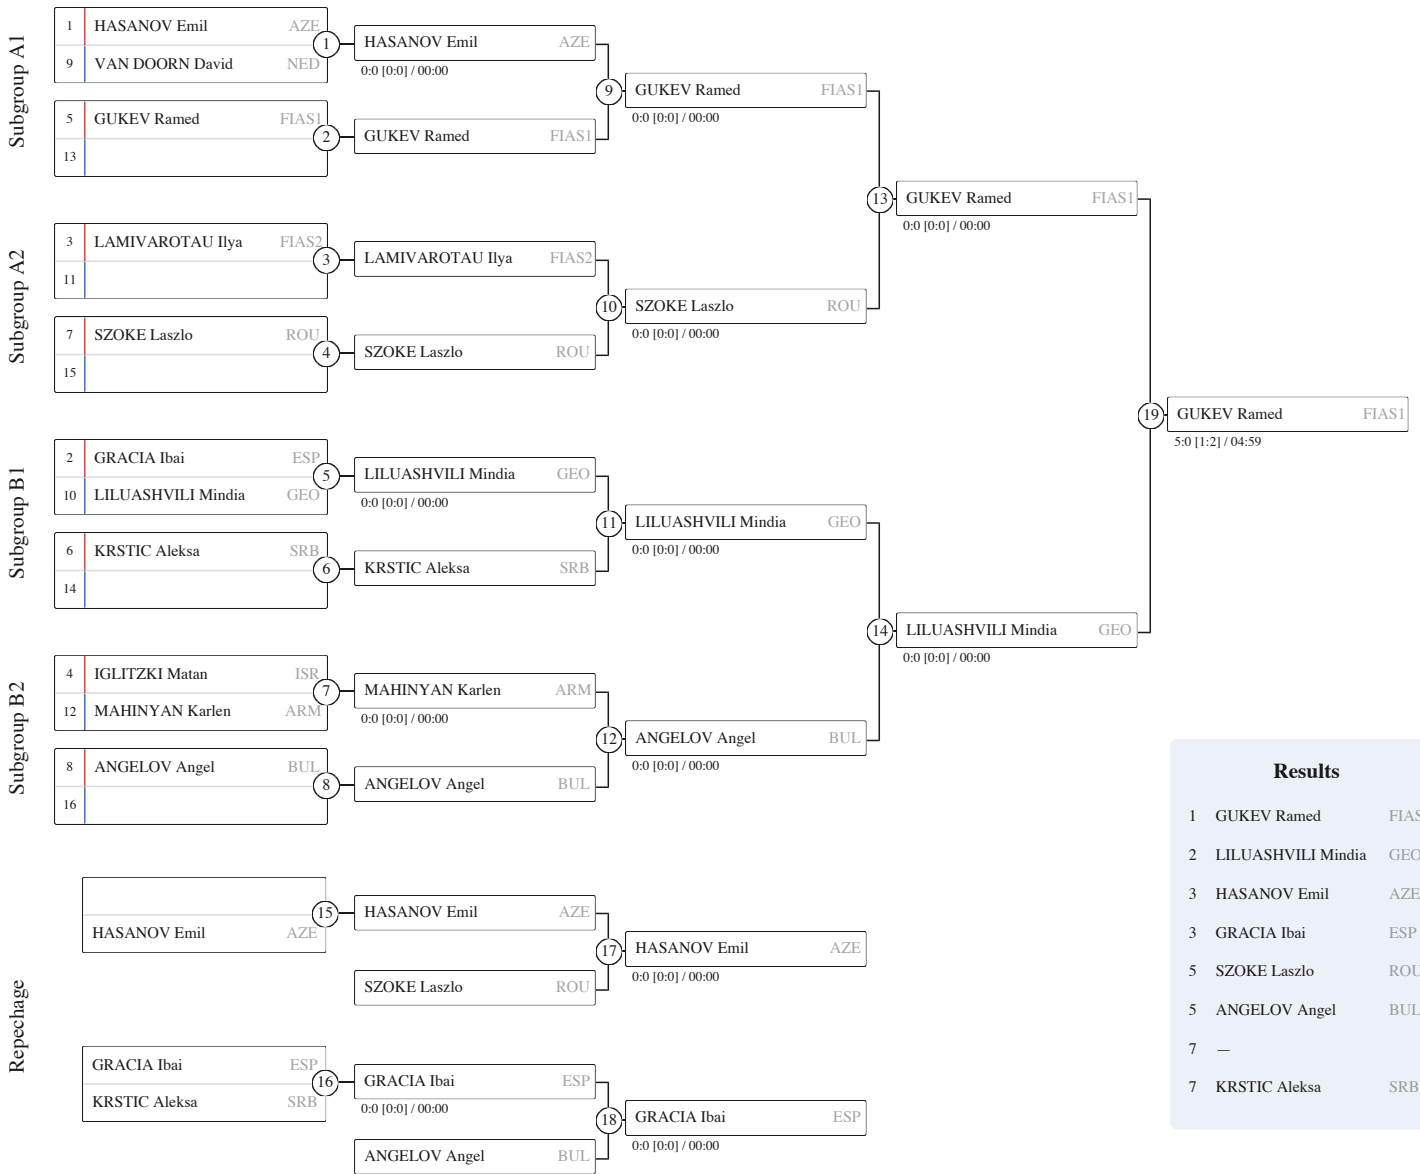 Subgroup A1
1 HASANOV Emil AZE
9 VAN DOORN David NED
1
HASANOV Emil AZE
0:0 [0:0] / 00:00
5 GUKEV Ramed FIAS1
13
2
GUKEV Ramed FIAS1
9
GUKEV Ramed FIAS1
0:0 [0:0] / 00:00
Subgroup A2
3 LAMIVAROTAU Ilya FIAS2
11
3
LAMIVAROTAU Ilya FIAS2
7 SZOKE Laszlo ROU
15
4
SZOKE Laszlo ROU
10
SZOKE Laszlo ROU
0:0 [0:0] / 00:00
13
GUKEV Ramed FIAS1
0:0 [0:0] / 00:00
Subgroup B1
2 GRACIA Ibai ESP
10 LILUASHVILI Mindia GEO
5
LILUASHVILI Mindia GEO
0:0 [0:0] / 00:00
6 KRSTIC Aleksa SRB
14
6
KRSTIC Aleksa SRB
11
LILUASHVILI Mindia GEO
0:0 [0:0] / 00:00
Subgroup B2
4 IGLITZKI Matan ISR
12 MAHINYAN Karlen ARM
7
MAHINYAN Karlen ARM
0:0 [0:0] / 00:00
8 ANGELOV Angel BUL
16
8
ANGELOV Angel BUL
12
ANGELOV Angel BUL
0:0 [0:0] / 00:00
14
LILUASHVILI Mindia GEO
0:0 [0:0] / 00:00
19
GUKEV Ramed FIAS1
5:0 [1:2] / 04:59
Repechage
HASANOV Emil AZE
15
HASANOV Emil AZE
SZOKE Laszlo ROU
17
HASANOV Emil AZE
0:0 [0:0] / 00:00
GRACIA Ibai ESP
KRSTIC Aleksa SRB
16
GRACIA Ibai ESP
0:0 [0:0] / 00:00
ANGELOV Angel BUL
18
GRACIA Ibai ESP
0:0 [0:0] / 00:00
Results
1 GUKEV Ramed FIAS
2 LILUASHVILI Mindia GEO
3 HASANOV Emil AZE
3 GRACIA Ibai ESP
5 SZOKE Laszlo ROU
5 ANGELOV Angel BUL
7 —
7 KRSTIC Aleksa SRB